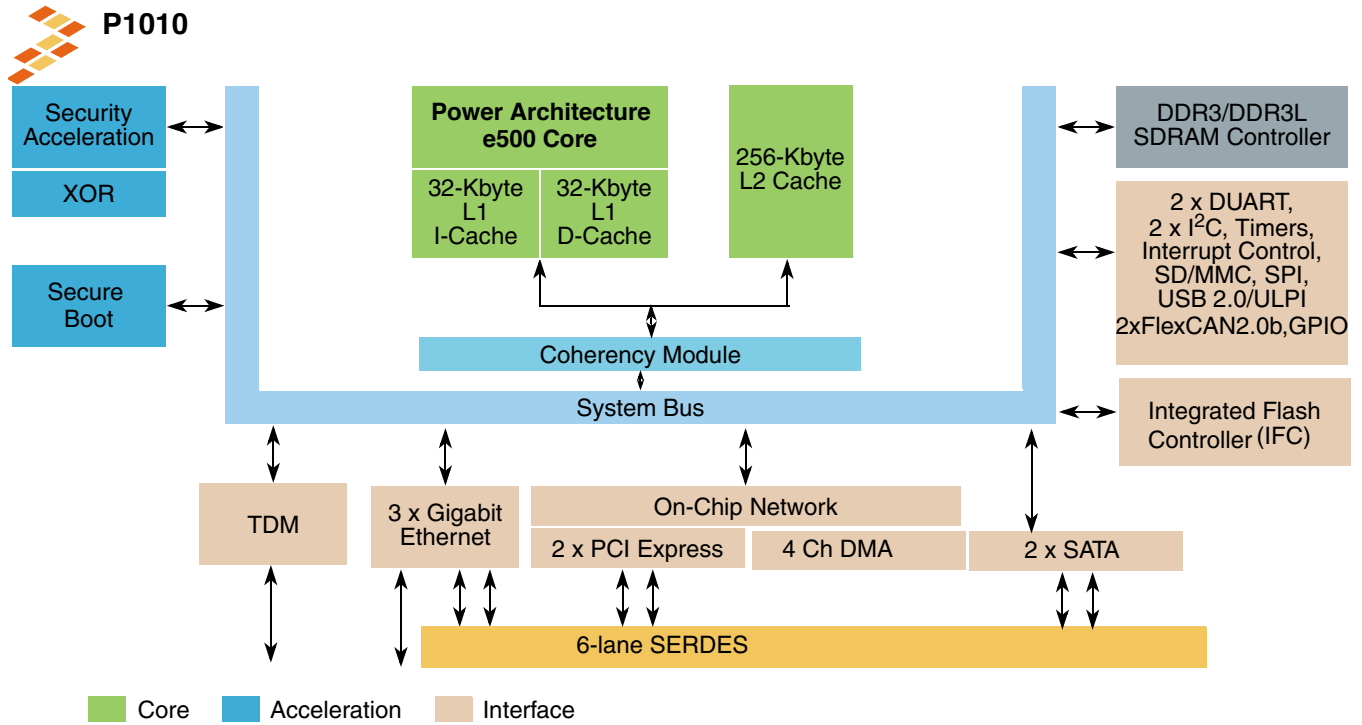 P1010
Security
Acceleration
XOR
Secure
Boot
Power Architecture
e500 Core
32-Kbyte
L1
I-Cache
32-Kbyte
L1
D-Cache
256-Kbyte
L2 Cache
Coherency Module
System Bus
DDR3/DDR3L
SDRAM Controller
2 x DUART,
2 x I²C, Timers,
Interrupt Control,
SD/MMC, SPI,
USB 2.0/ULPI
2xFlexCAN2.0b,GPIO
Integrated Flash
Controller (IFC)
TDM
3 x Gigabit
Ethernet
On-Chip Network
2 x PCI Express
4 Ch DMA
2 x SATA
6-lane SERDES
Core
Acceleration
Interface